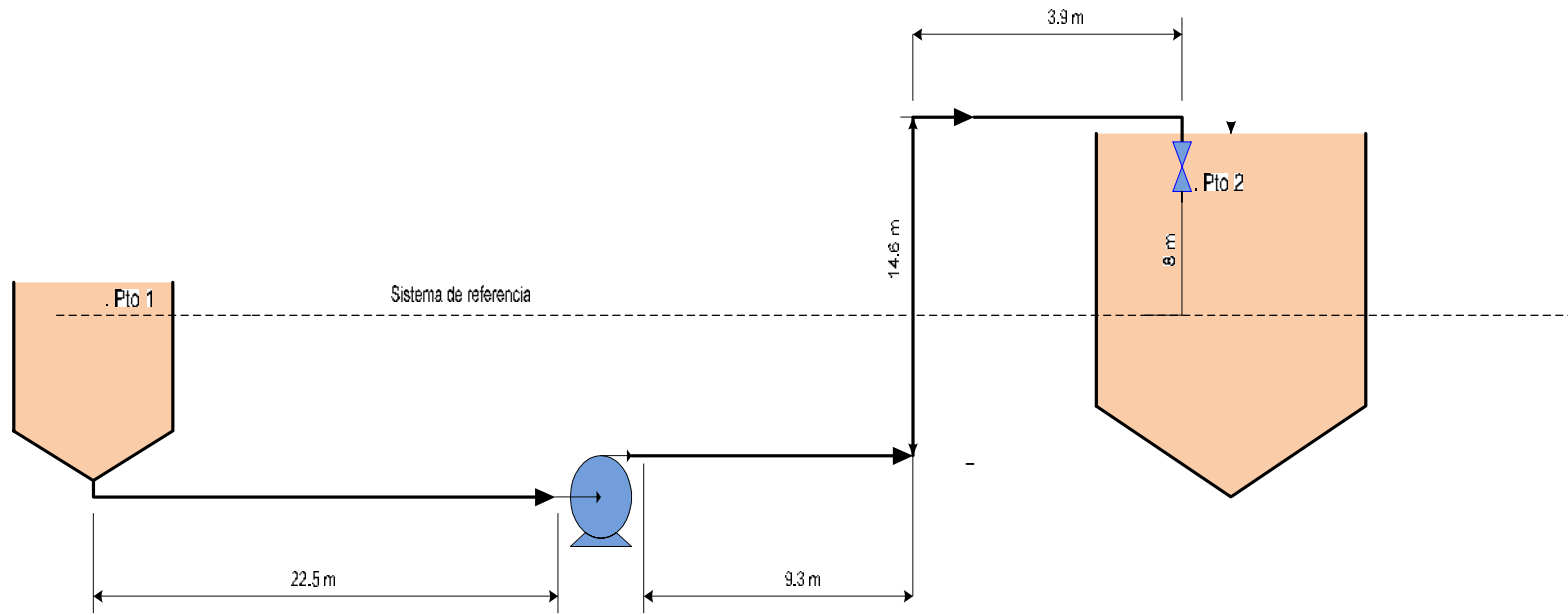 3.9 m
. Pto 2
14.6 m
8 m
. Pto 1
Sistema de referencia
22.5 m
9.3 m